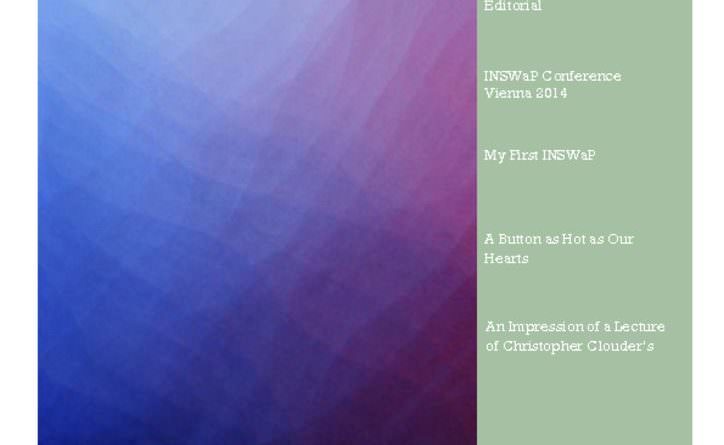 Editorial
INSWaP Conference
Vienna 2014
My First INSWaP
A Button as Hot as Our
Hearts
An Impression of a Lecture
of Christopher Clouder's